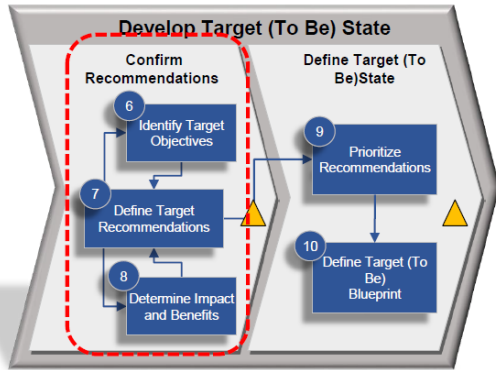 Develop Target (To Be) State
Confirm
Recommendations
Define Target (To
Be)State
6
Identify Target
Objectives
7
Define Target
Recommendations
8
Determine Impact
and Benefits
9
Prioritize
Recommendations
10
Define Target (To
Be)
Blueprint